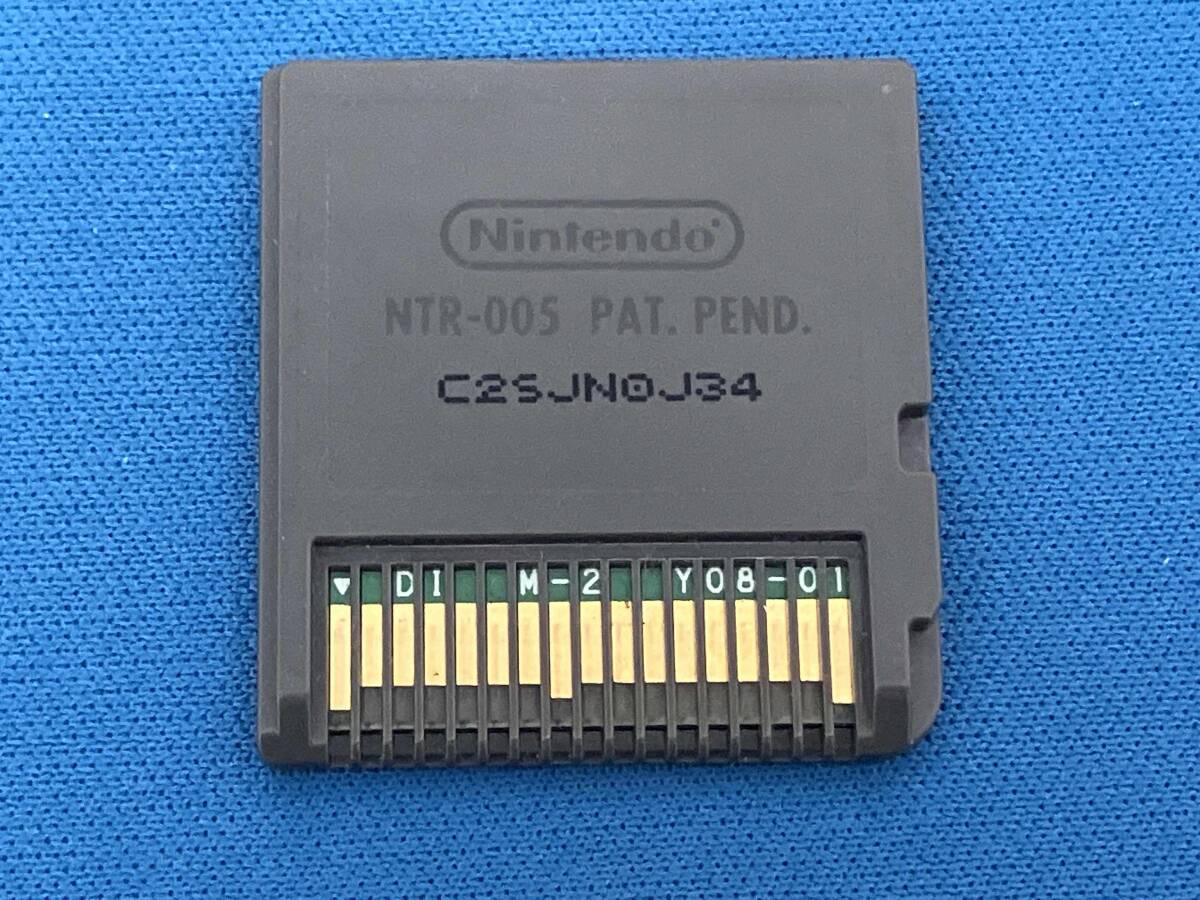 Nintendo®
NTR-005 PAT. PEND.
C2SJN0J34
▼ DI M-2 Y08-01